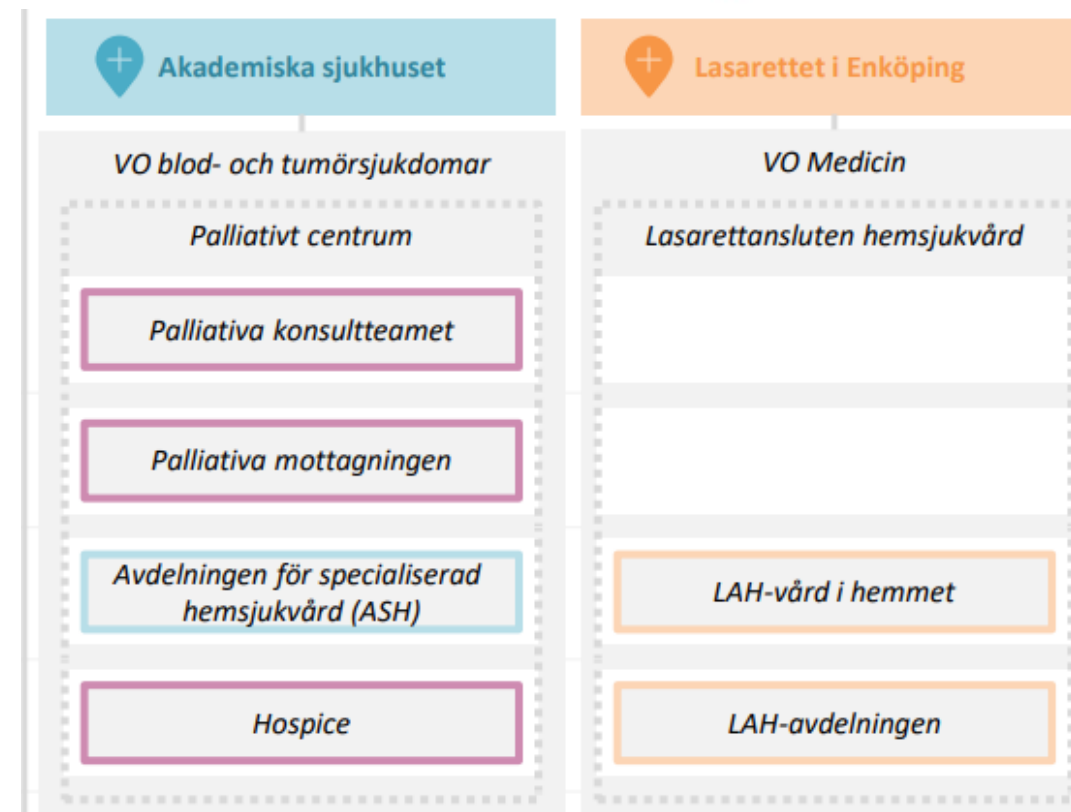 Akademiska sjukhuset
Lasarettet i Enköping
VO blod- och tumörsjukdomar
VO Medicin
Palliativt centrum
Lasarettansluten hemsjukvård
Palliativa konsultteamet
Palliativa mottagningen
Avdelningen för specialiserad
hemsjukvård (ASH)
LAH-vård i hemmet
Hospice
LAH-avdelningen